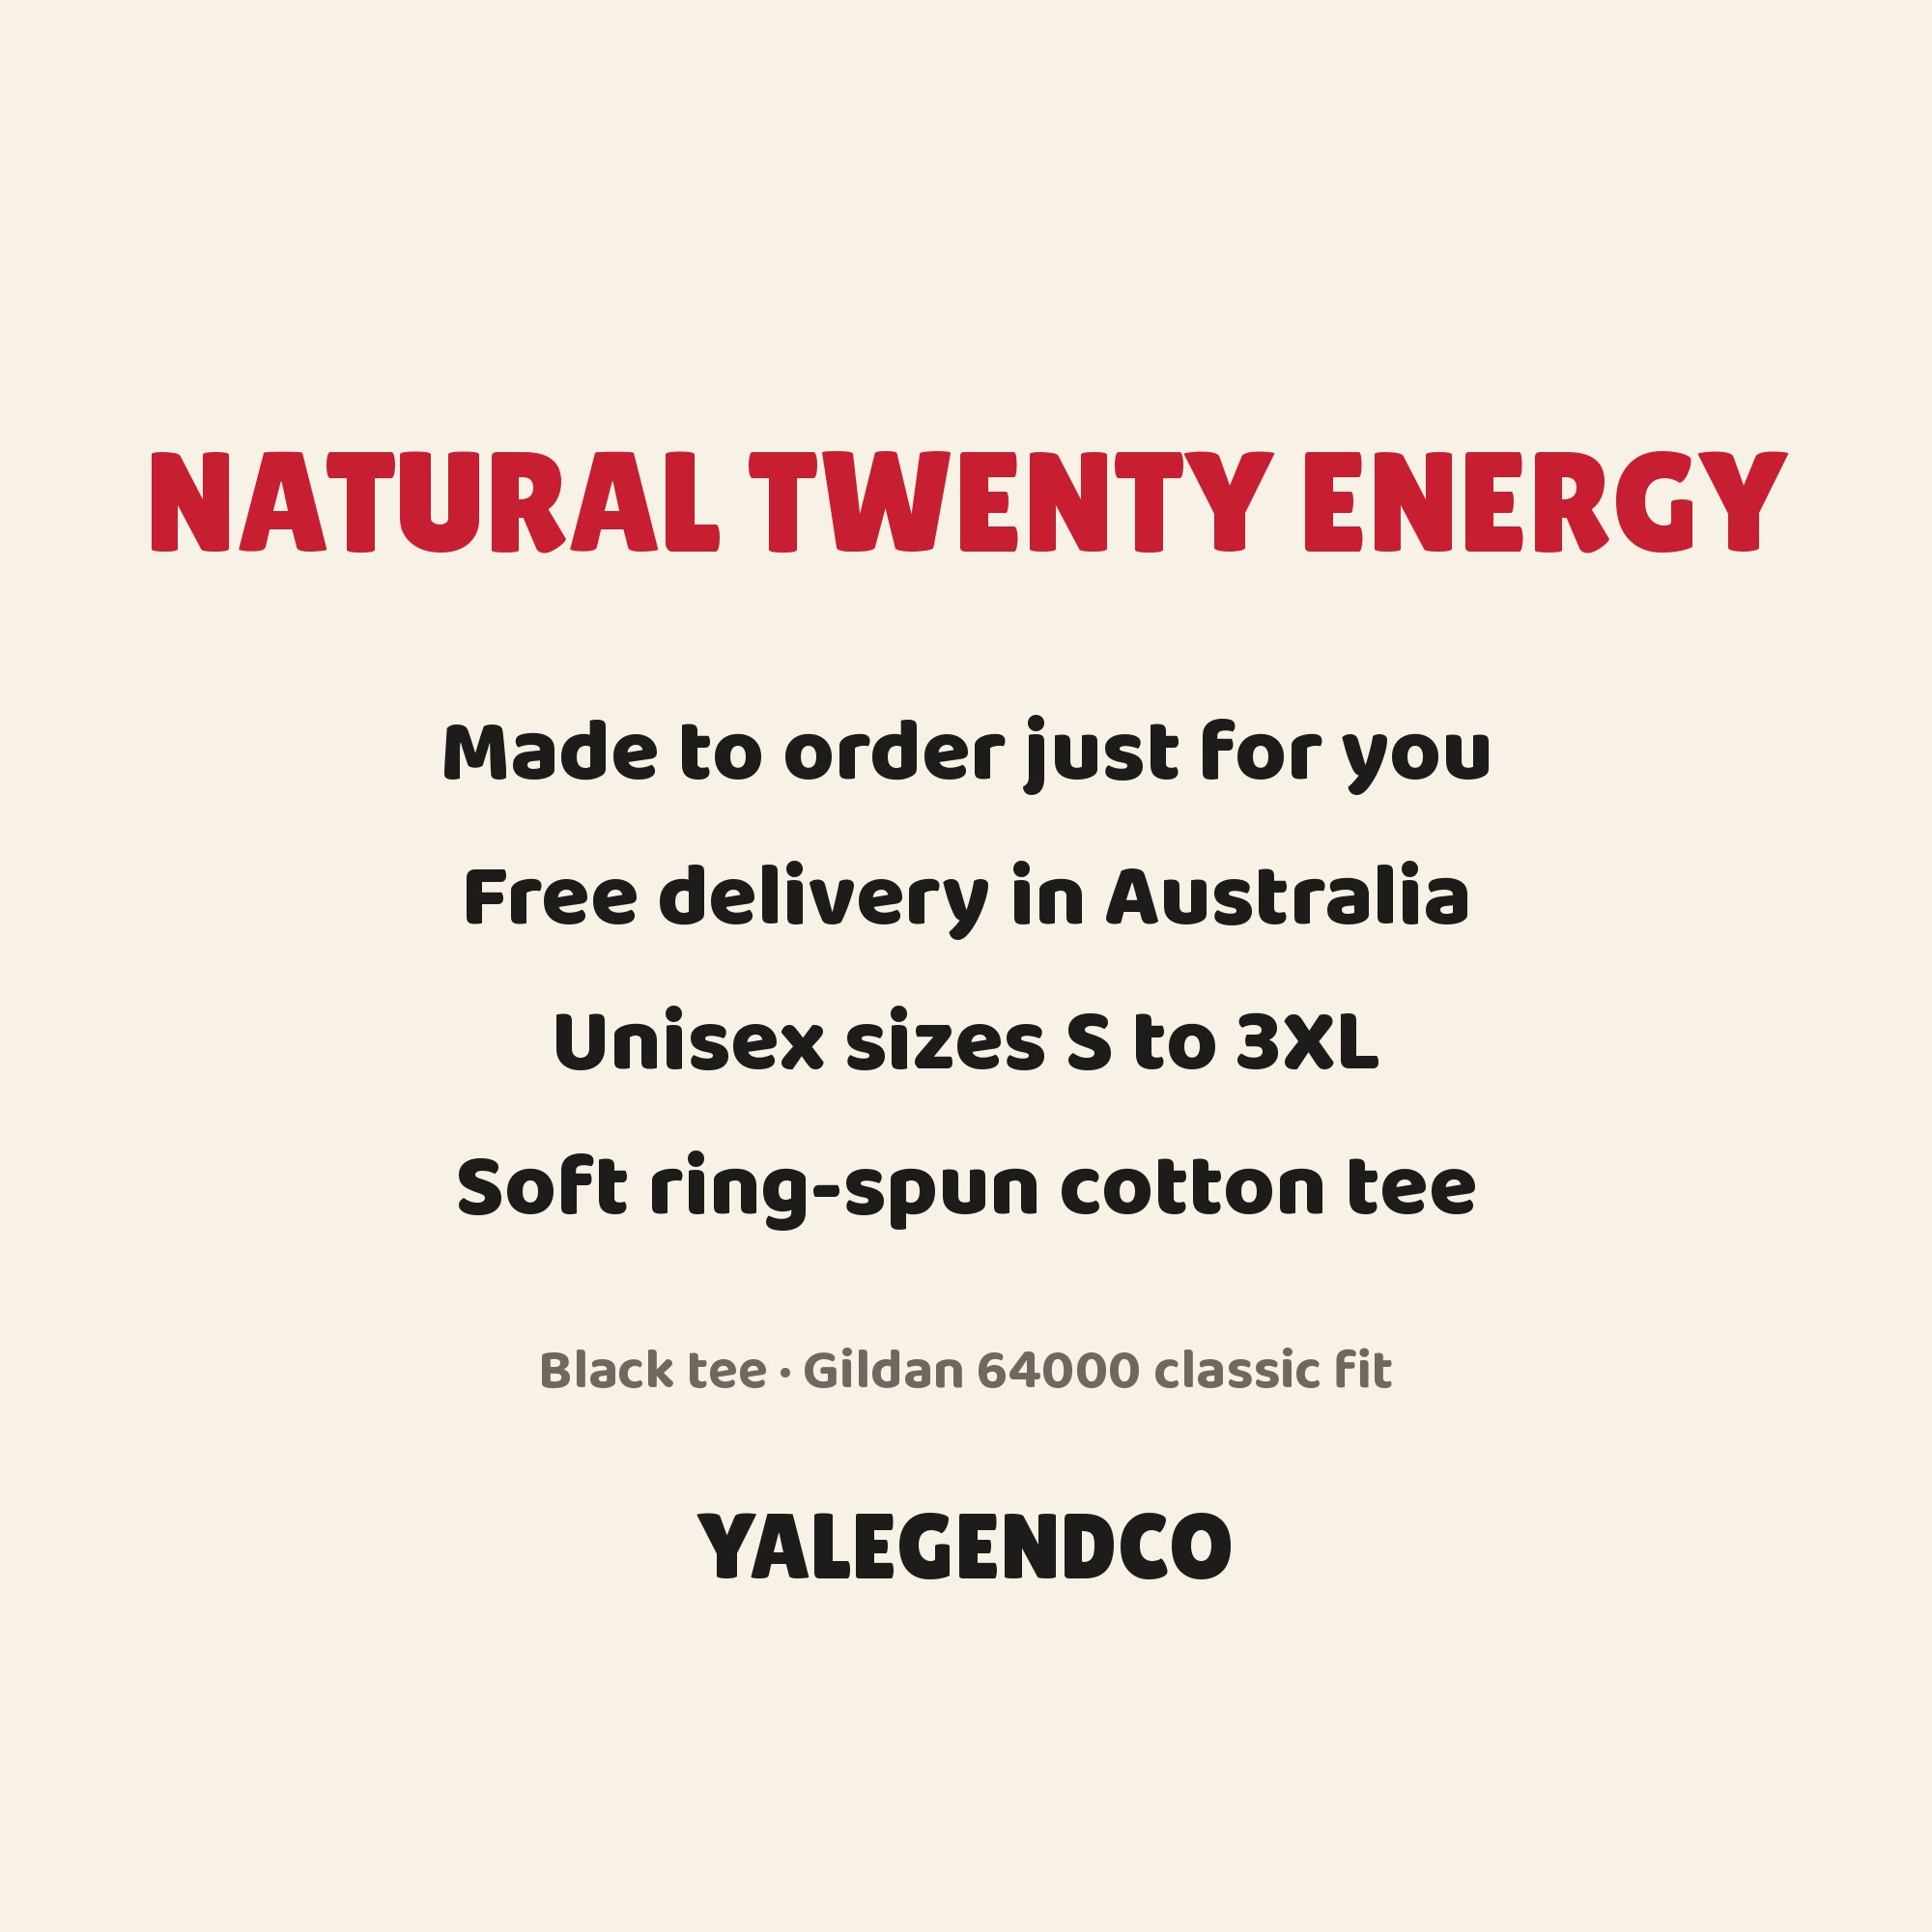 NATURAL TWENTY ENERGY
Made to order just for you
Free delivery in Australia
Unisex sizes S to 3XL
Soft ring-spun cotton tee
Black tee · Gildan 64000 classic fit
YALEGENDCO